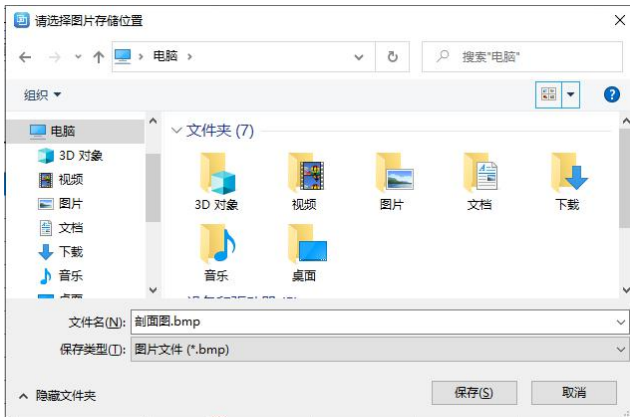 请选择图片存储位置
电脑
搜索"电脑"
组织
电脑
3D 对象
视频
图片
文档
下载
音乐
文件夹 (7)
3D 对象
视频
图片
文档
下载
音乐
桌面
文件名(N): 剖面图.bmp
保存类型(T): 图片文件 (*.bmp)
隐藏文件夹
保存(S)
取消